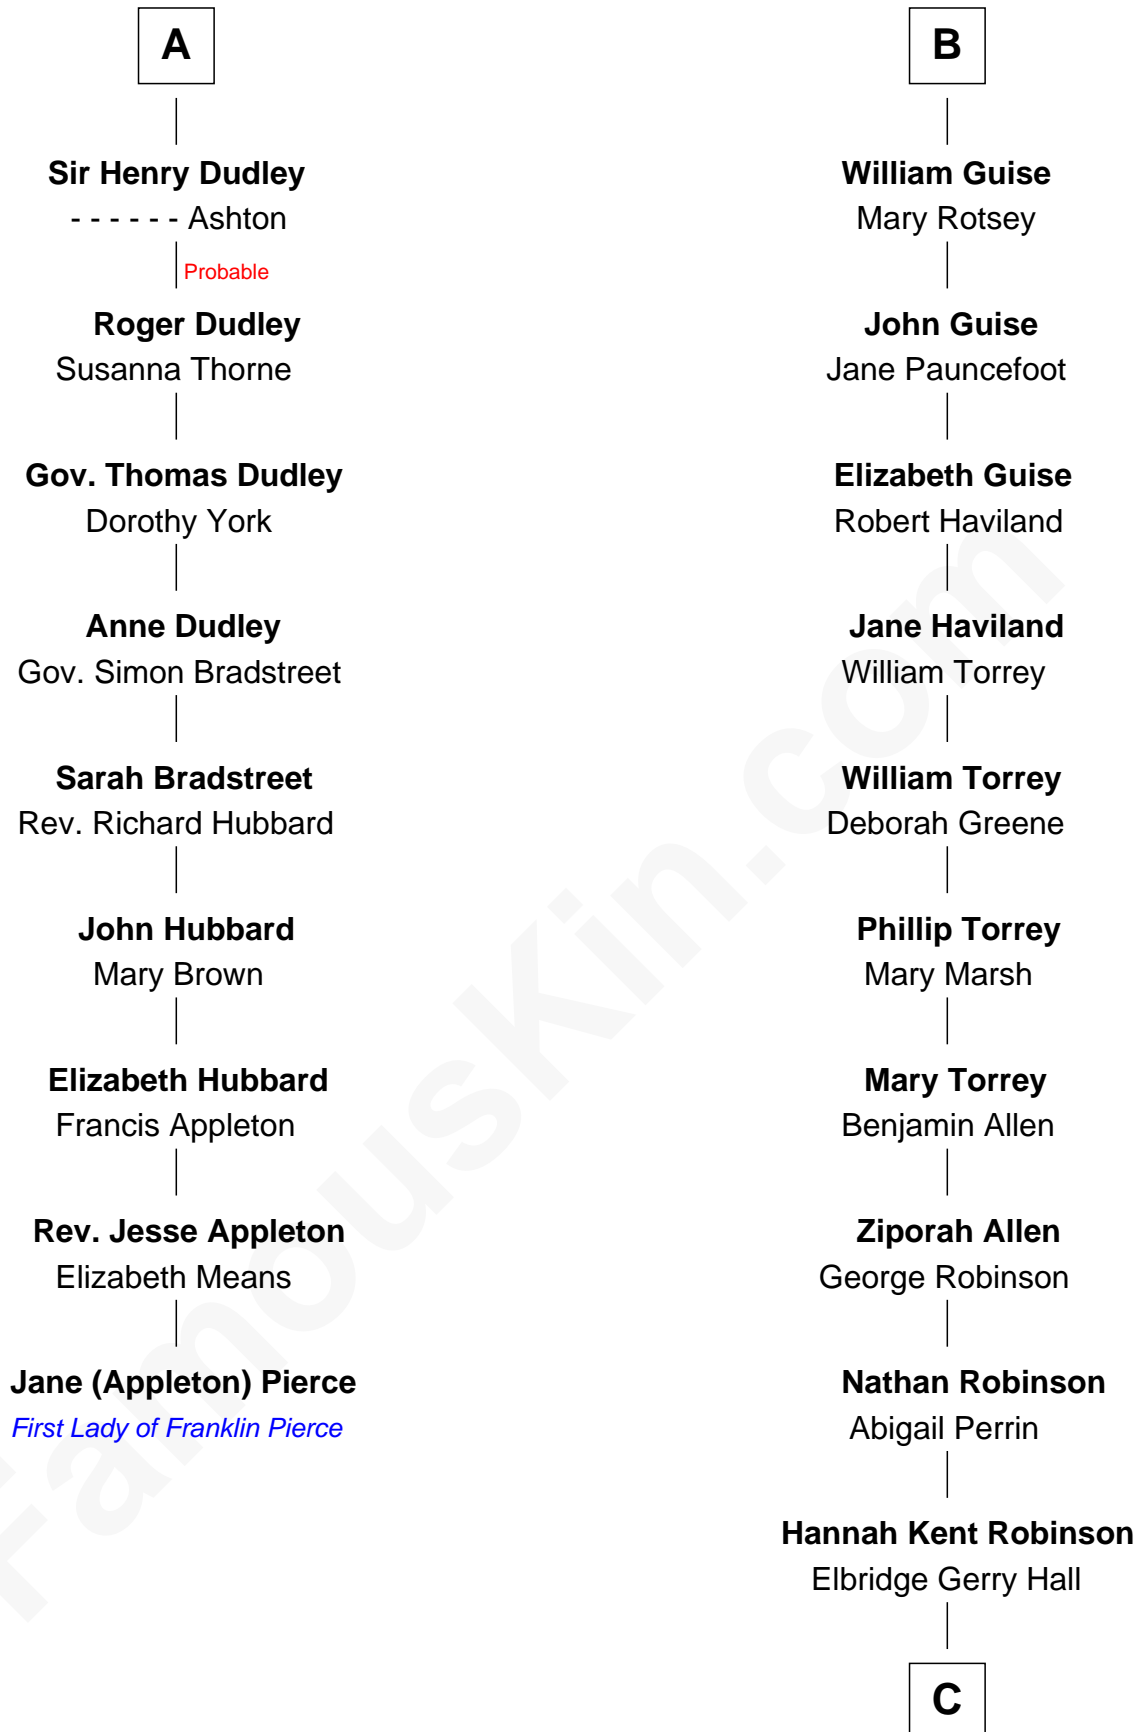 A
Sir Henry Dudley
- - - - - - Ashton
Probable
Roger Dudley
Susanna Thorne
Gov. Thomas Dudley
Dorothy York
Anne Dudley
Gov. Simon Bradstreet
Sarah Bradstreet
Rev. Richard Hubbard
John Hubbard
Mary Brown
Elizabeth Hubbard
Francis Appleton
Rev. Jesse Appleton
Elizabeth Means
Jane (Appleton) Pierce
First Lady of Franklin Pierce
B
William Guise
Mary Rotsey
John Guise
Jane Pauncefoot
Elizabeth Guise
Robert Haviland
Jane Haviland
William Torrey
William Torrey
Deborah Greene
Phillip Torrey
Mary Marsh
Mary Torrey
Benjamin Allen
Ziporah Allen
George Robinson
Nathan Robinson
Abigail Perrin
Hannah Kent Robinson
Elbridge Gerry Hall
C
FamousKin.com